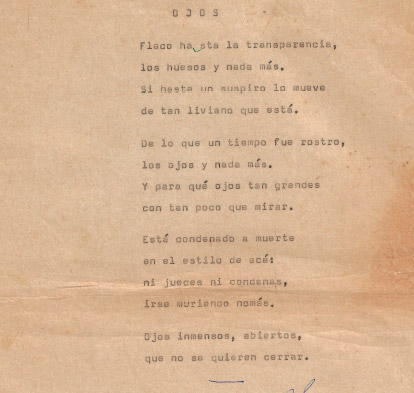 OJOS
Flaco hasta la transparencia,
los huesos y nada más.
Si hasta un suspiro lo mueve
de tan liviano que está.
De lo que un tiempo fue rostro,
los ojos y nada más.
Y para qué ojos tan grandes
con tan poco que mirar.
Está condenado a muerte
en el estilo de acá:
ni jueces ni condenas,
irse muriendo nomás.
Ojos inmensos, abiertos,
que no se quieren cerrar.